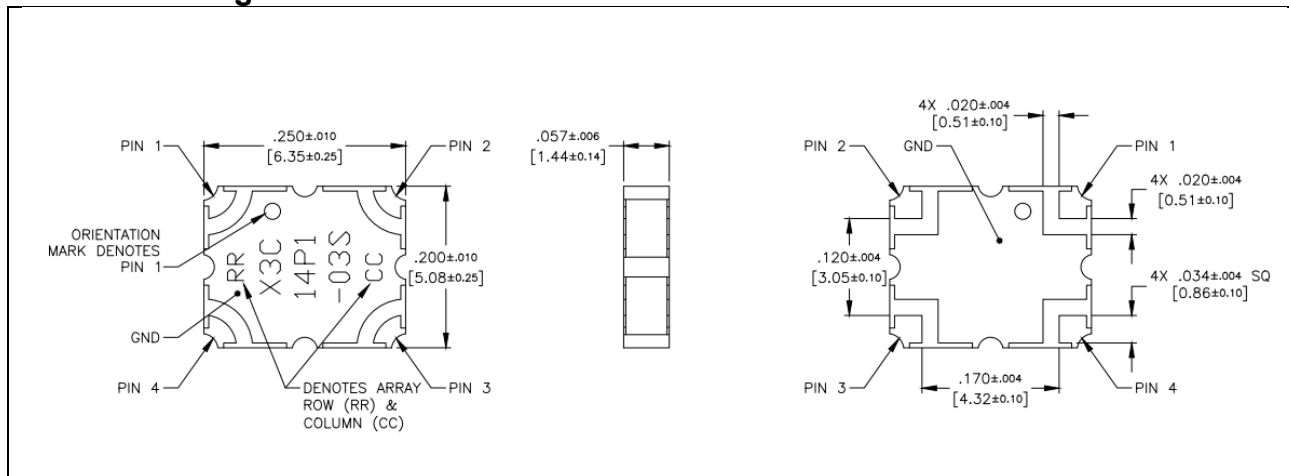 PIN 1
.250±.010
[6.35±0.25]
PIN 2
ORIENTATION
MARK DENOTES
PIN 1
RR
X3C
14P1
-03S
CC
.200±.010
[5.08±0.25]
GND
PIN 4
DENOTES ARRAY
ROW (RR) &
COLUMN (CC)
PIN 3
.057±.006
[1.44±0.14]
4X .020±.004
[0.51±0.10]
PIN 2
GND
PIN 1
4X .020±.004
[0.51±0.10]
.120±.004
[3.05±0.10]
4X .034±.004 SQ
[0.86±0.10]
PIN 3
.170±.004
[4.32±0.10]
PIN 4